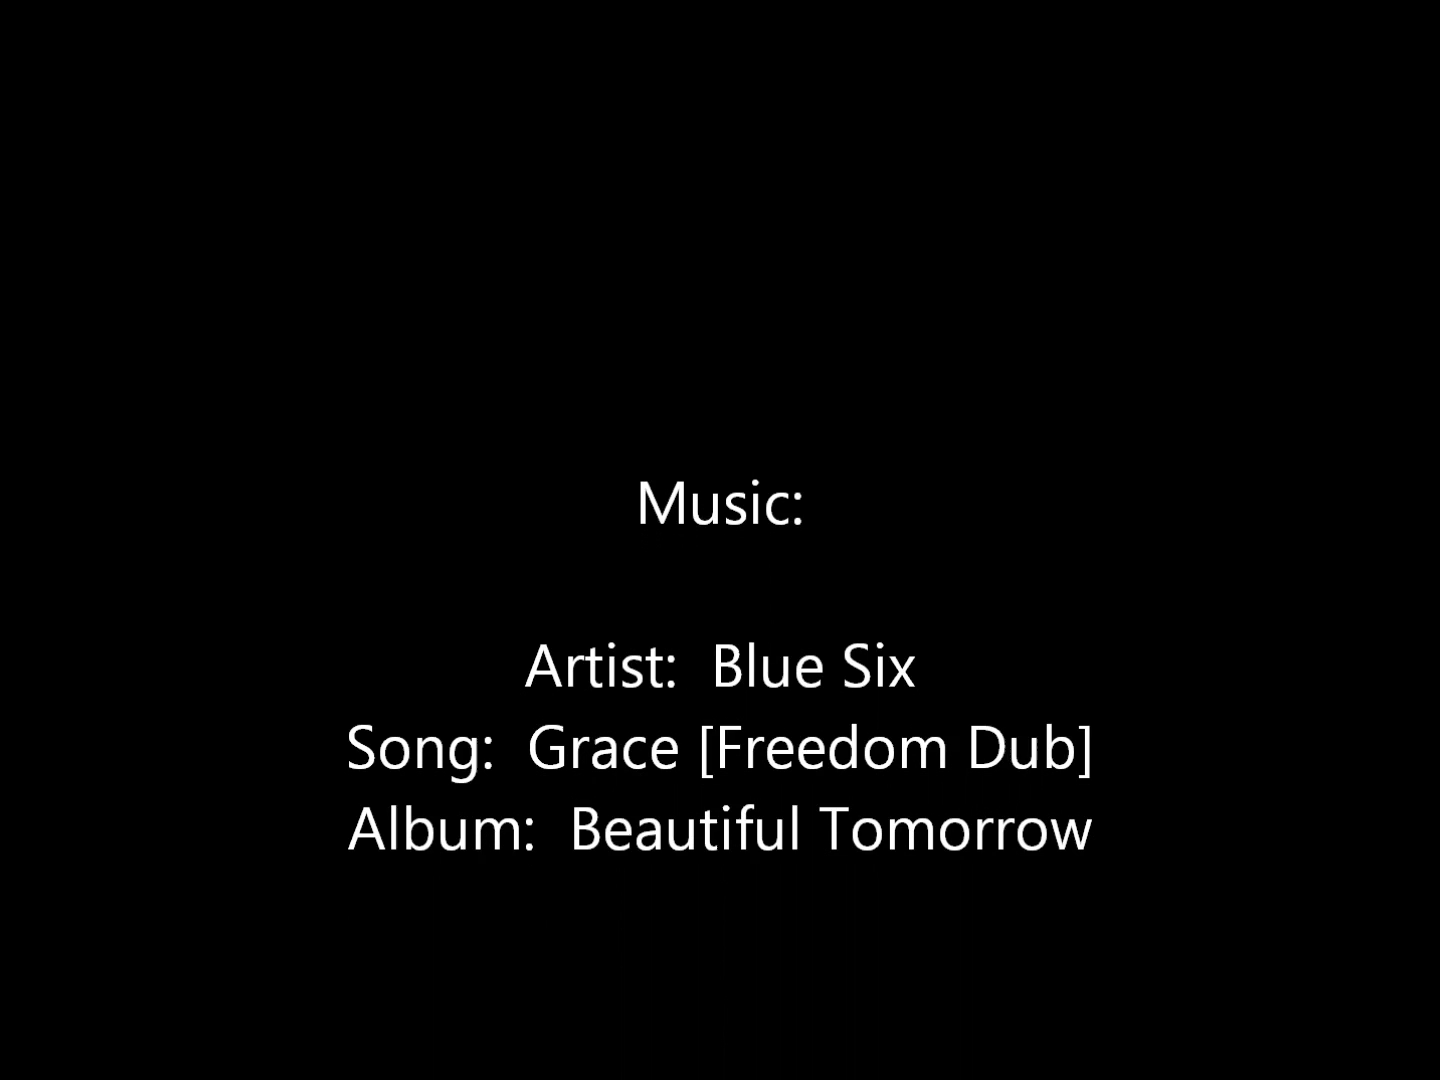 Music:
Artist:  Blue Six
Song:  Grace [Freedom Dub]
Album:  Beautiful Tomorrow